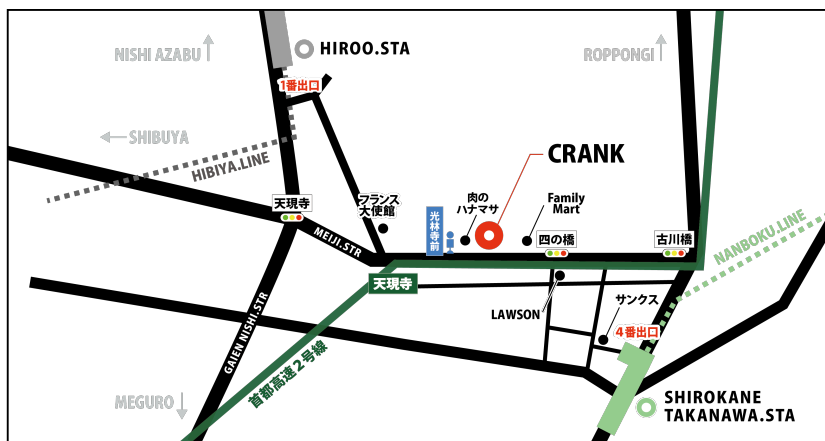 NISHI AZABU
HIROO.STA
ROPPONGI
1番出口
SHIBUYA
HIBIYA.LINE
CRANK
天現寺
フランス
大使館
光林寺前
肉の
ハナマサ
Family
Mart
四の橋
古川橋
NANBOKU.LINE
MEIJI.STR
天現寺
LAWSON
サンクス
4番出口
GAIEN NISHI.STR
首都高速2号線
MEGURO
SHIROKANE
TAKANAWA.STA